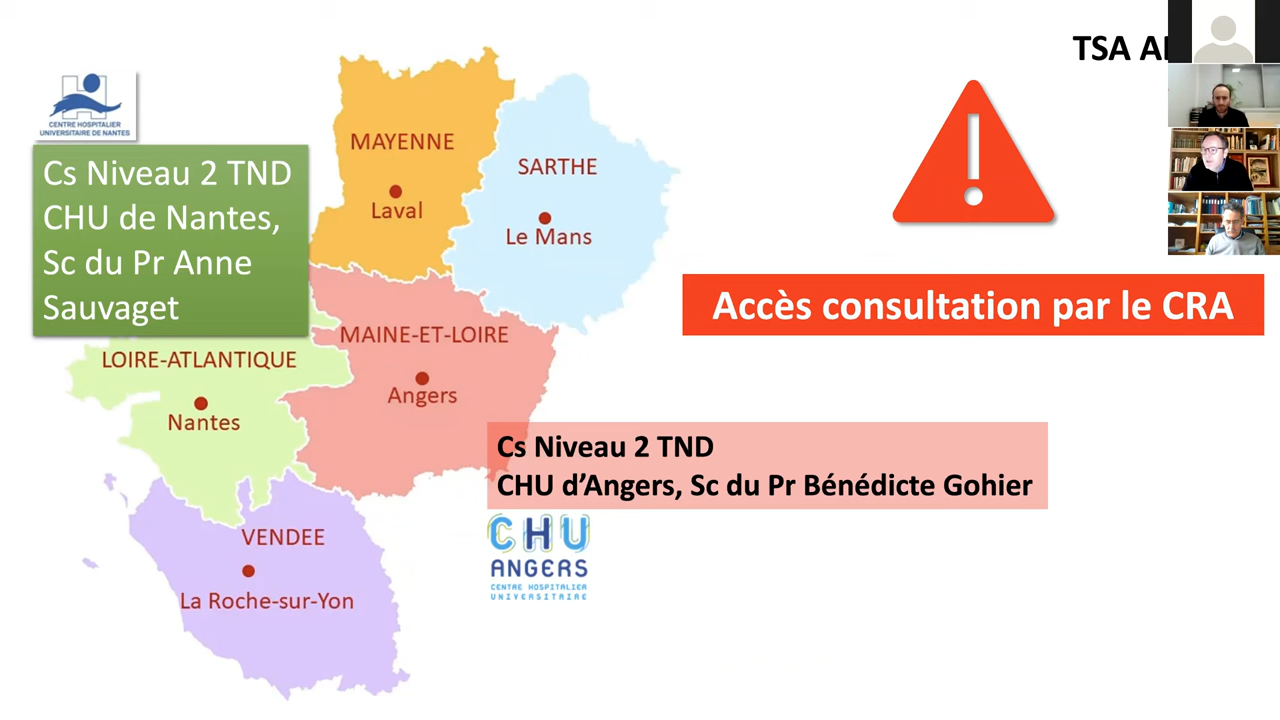 TSA
CENTRE HOSPITALIER
UNIVERSITAIRE DE NANTES
Cs Niveau 2 TND
CHU de Nantes,
Sc du Pr Anne
Sauvaget
MAYENNE
Laval
SARTHE
Le Mans
Accès consultation par le CRA
MAINE-ET-LOIRE
Angers
LOIRE-ATLANTIQUE
Nantes
Cs Niveau 2 TND
CHU d’Angers, Sc du Pr Bénédicte Gohier
CHU
ANGERS
CENTRE HOSPITALIER
UNIVERSITAIRE
VENDEE
La Roche-sur-Yon